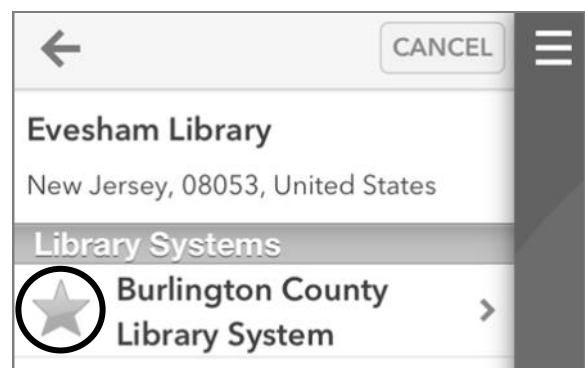 CANCEL
Evesham Library
New Jersey, 08053, United States
Library Systems
Burlington County
Library System